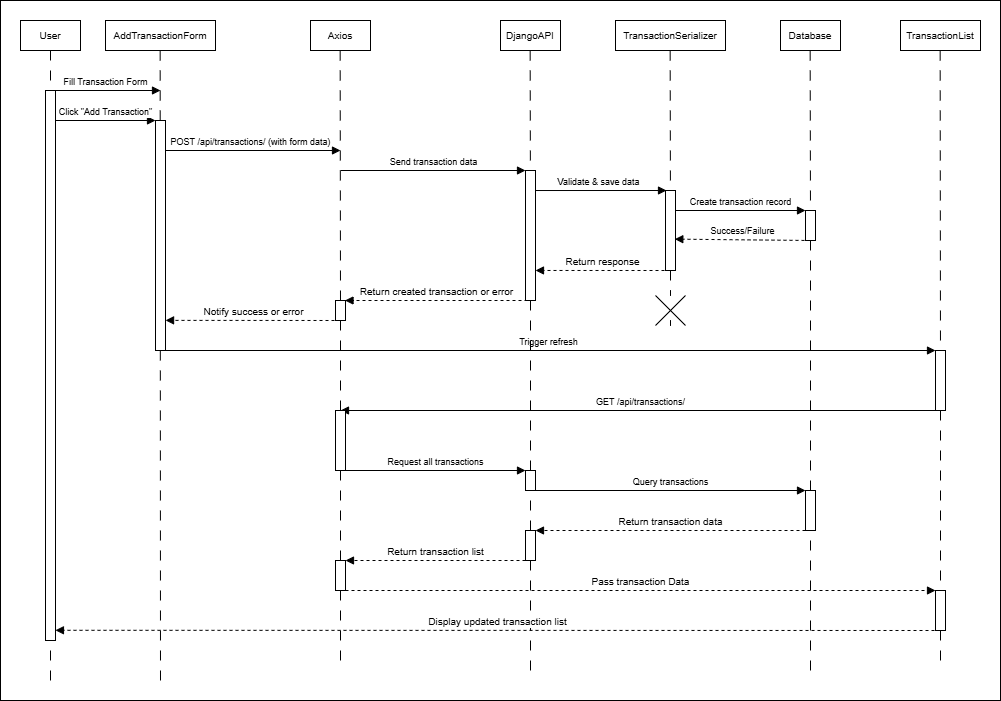 User
AddTransactionForm
Axios
DjangoAPI
TransactionSerializer
Database
TransactionList
Fill Transaction Form
Click "Add Transaction"
POST /api/transactions/ (with form data)
Send transaction data
Validate & save data
Create transaction record
Success/Failure
Return response
Return created transaction or error
Notify success or error
Trigger refresh
GET /api/transactions/
Request all transactions
Query transactions
Return transaction data
Return transaction list
Pass transaction Data
Display updated transaction list